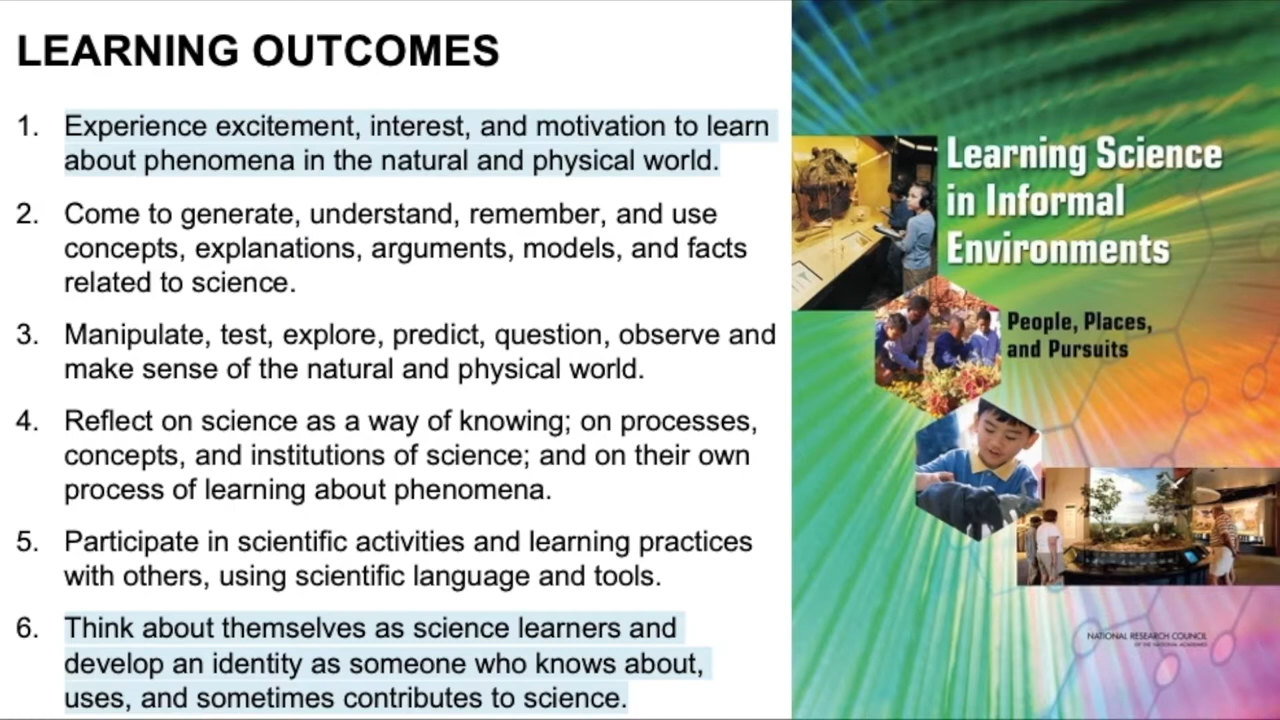 LEARNING OUTCOMES
1. Experience excitement, interest, and motivation to learn
about phenomena in the natural and physical world.
2. Come to generate, understand, remember, and use
concepts, explanations, arguments, models, and facts
related to science.
3. Manipulate, test, explore, predict, question, observe and
make sense of the natural and physical world.
4. Reflect on science as a way of knowing; on processes,
concepts, and institutions of science; and on their own
process of learning about phenomena.
5. Participate in scientific activities and learning practices
with others, using scientific language and tools.
6. Think about themselves as science learners and
develop an identity as someone who knows about,
uses, and sometimes contributes to science.
Learning Science
in Informal
Environments
People, Places,
and Pursuits
NATIONAL RESEARCH COUNCIL
OF THE NATIONAL ACADEMIES